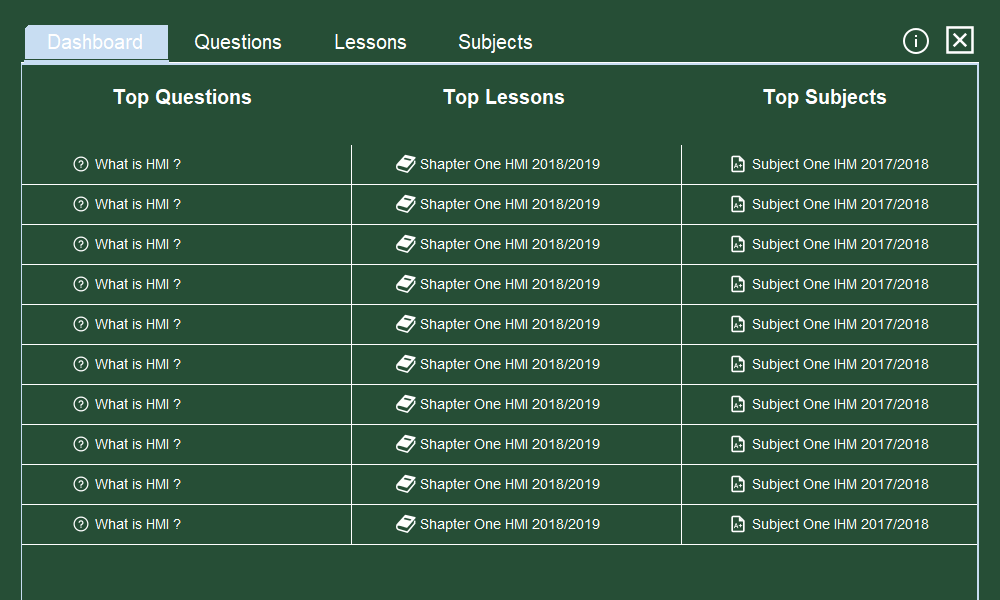 Dashboard Questions Lessons Subjects
Top Questions Top Lessons Top Subjects
What is HMI ? Shapter One HMI 2018/2019 Subject One IHM 2017/2018
What is HMI ? Shapter One HMI 2018/2019 Subject One IHM 2017/2018
What is HMI ? Shapter One HMI 2018/2019 Subject One IHM 2017/2018
What is HMI ? Shapter One HMI 2018/2019 Subject One IHM 2017/2018
What is HMI ? Shapter One HMI 2018/2019 Subject One IHM 2017/2018
What is HMI ? Shapter One HMI 2018/2019 Subject One IHM 2017/2018
What is HMI ? Shapter One HMI 2018/2019 Subject One IHM 2017/2018
What is HMI ? Shapter One HMI 2018/2019 Subject One IHM 2017/2018
What is HMI ? Shapter One HMI 2018/2019 Subject One IHM 2017/2018
What is HMI ? Shapter One HMI 2018/2019 Subject One IHM 2017/2018